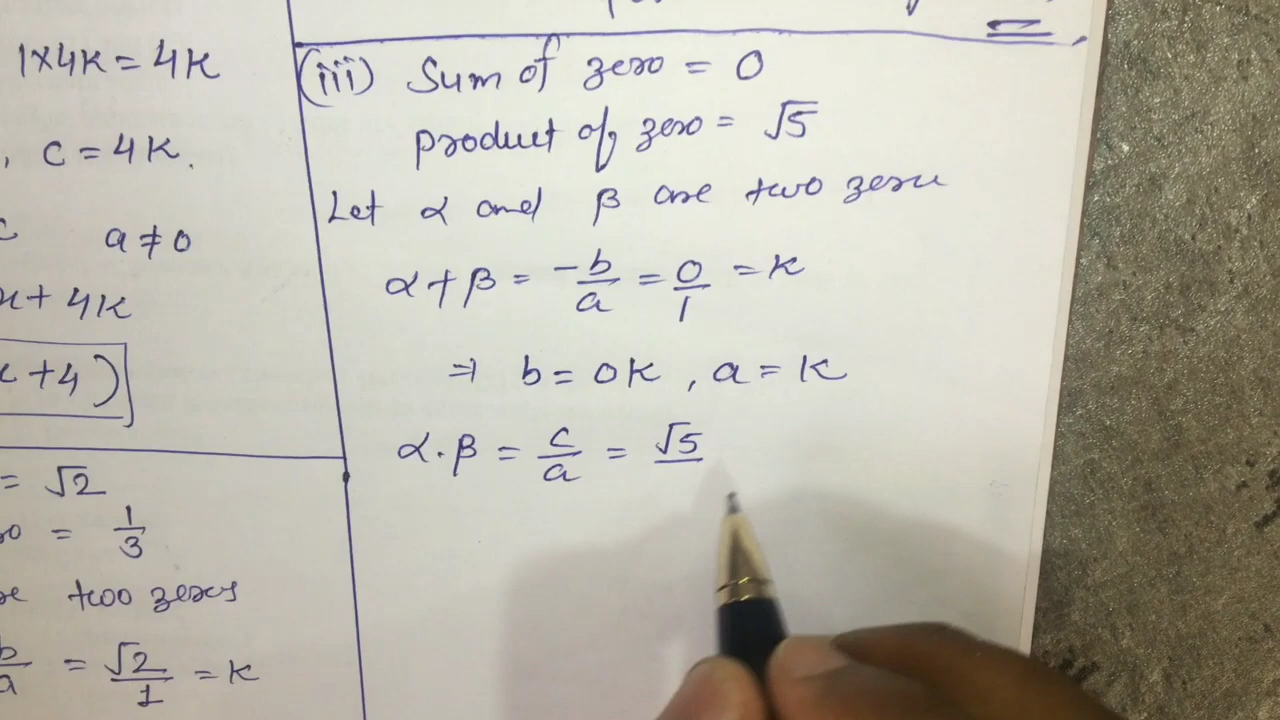 1×4K = 4K
, c = 4K.
a ≠ 0
x + 4K
+4)
= √2
= 1/3
two zeros
b/a = √2/1 = K
(iii) Sum of zero = 0
product of zero = √5
Let α and β are two zeru
α + β = -b/a = 0/1 = K
⇒ b = 0K , a = K
α . β = c/a = √5